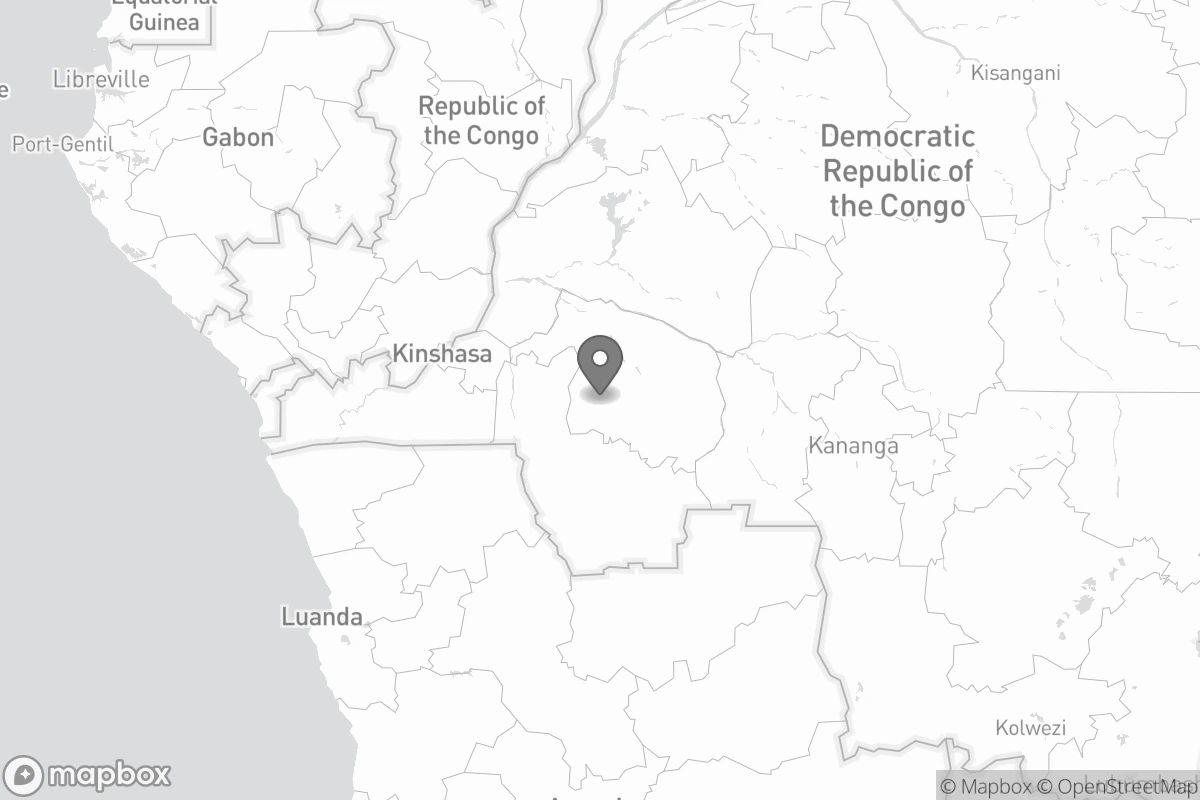 Equatorial
Guinea
Libreville
Kisangani
e
Republic of
the Congo
Port-Gentil
Gabon
Democratic
Republic of
the Congo
Kinshasa
Kananga
Luanda
Kolwezi
mapbox
© Mapbox © OpenStreetMap